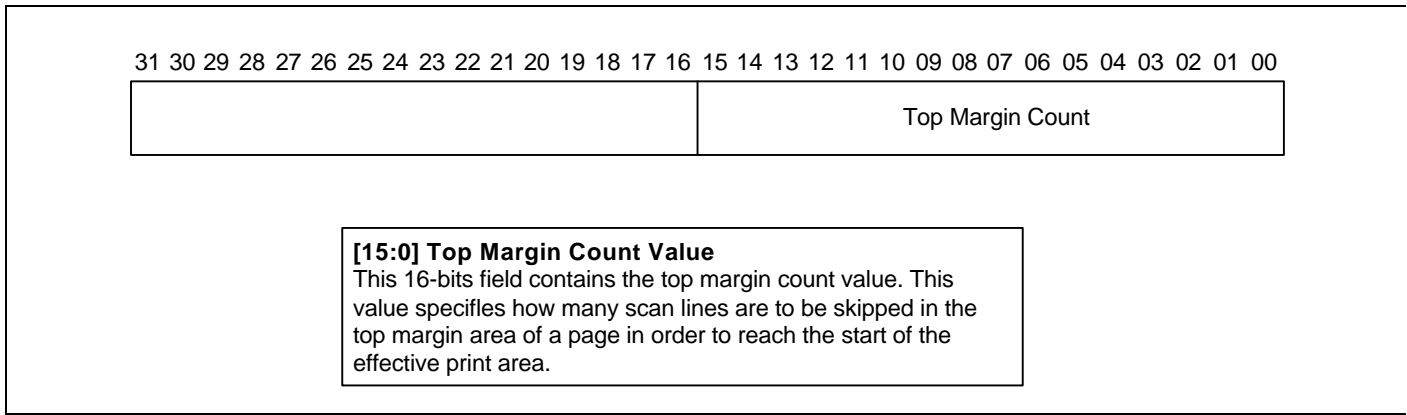 31 30 29 28 27 26 25 24 23 22 21 20 19 18 17 16 15 14 13 12 11 10 09 08 07 06 05 04 03 02 01 00
Top Margin Count
[15:0] Top Margin Count Value
This 16-bits field contains the top margin count value. This
value specifles how many scan lines are to be skipped in the
top margin area of a page in order to reach the start of the
effective print area.